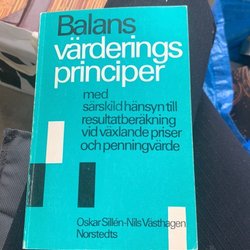 Balans
värderings
principer
med
särskild hänsyn till
resultatberäkning
vid växlande priser
och penningvärde
Oskar Sillén-Nils Västhagen
Norstedts